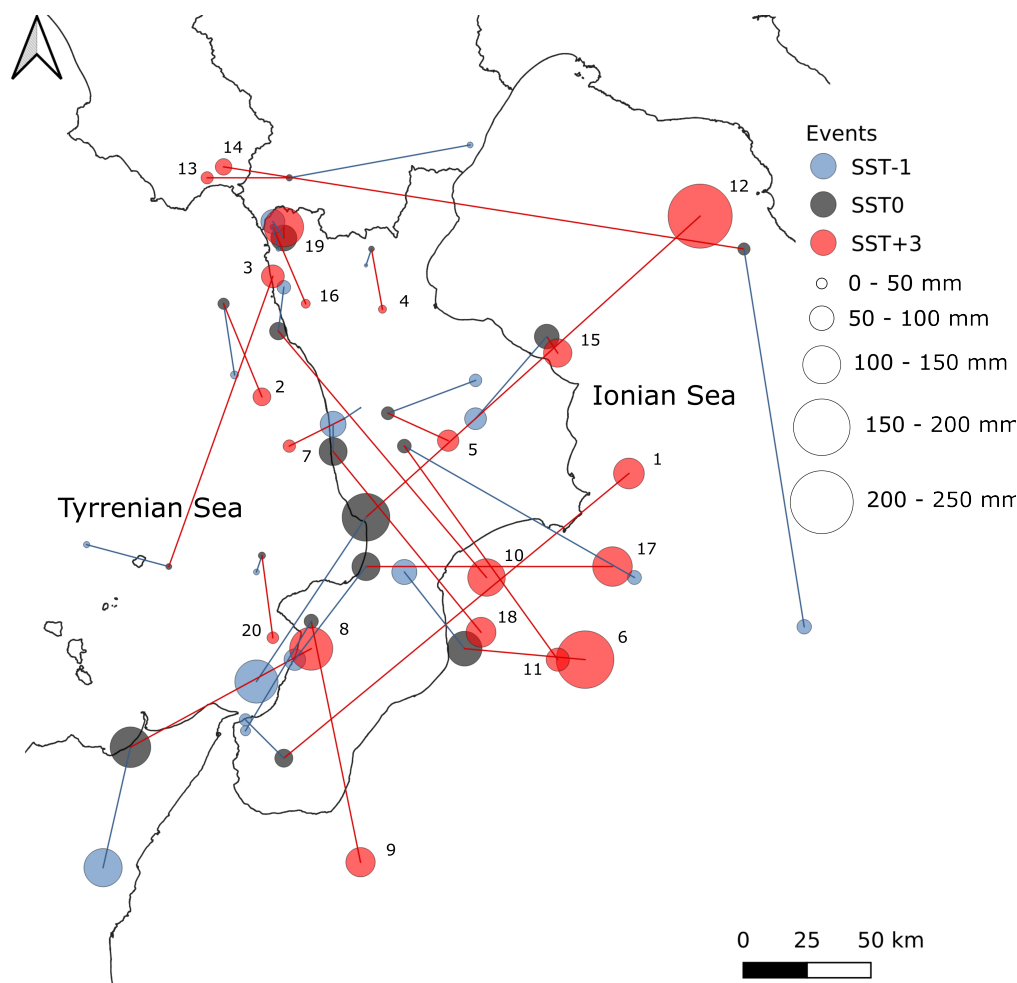 14
13
12
Events
SST-1
SST0
SST+3
19
3
16
4
0 - 50 mm
50 - 100 mm
100 - 150 mm
150 - 200 mm
200 - 250 mm
15
2
Ionian Sea
5
7
1
Tyrrenian Sea
10
17
18
20
8
6
11
9
0 25 50 km